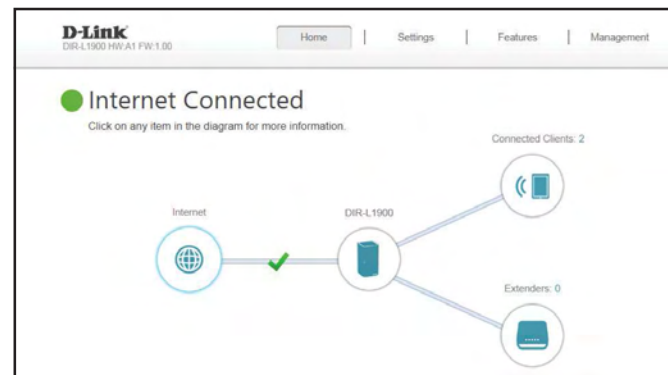 D-Link
DIR-L1900 HW:A1 FW:1.00
Home | Settings | Features | Management
Internet Connected
Click on any item in the diagram for more information.
Connected Clients: 2
Internet
DIR-L1900
Extenders: 0